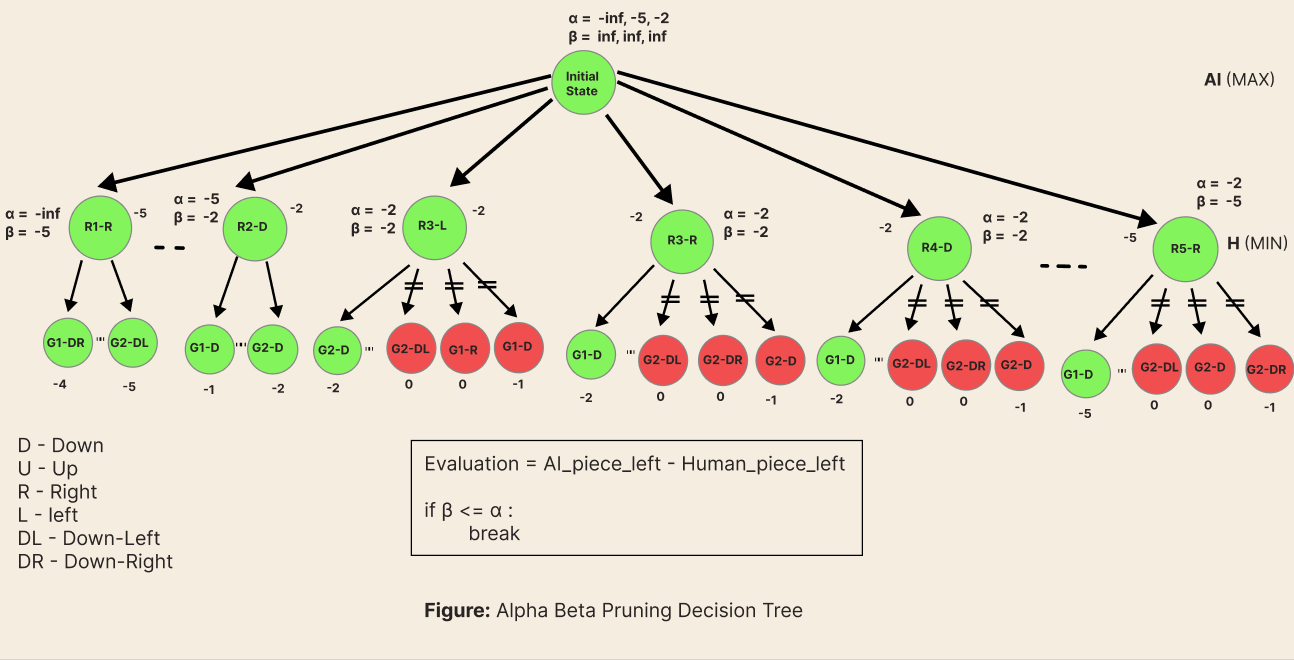 α = -inf, -5, -2
β = inf, inf, inf
Initial
State
AI (MAX)
α = -inf
β = -5
R1-R
-5
α = -5
β = -2
R2-D
-2
α = -2
β = -2
R3-L
-2
-2
R3-R
α = -2
β = -2
-2
R4-D
α = -2
β = -2
α = -2
β = -5
-5
R5-R
H (MIN)
G1-DR
G2-DL
G1-D
G2-D
G2-D
G2-DL
G1-R
G1-D
G1-D
G2-DL
G2-DR
G2-D
G1-D
G2-DL
G2-DR
G2-D
G1-D
G2-DL
G2-D
G2-DR
-4
-5
-1
-2
-2
0
0
-1
-2
0
0
-1
-2
0
0
-1
-5
0
0
-1
D - Down
U - Up
R - Right
L - left
DL - Down-Left
DR - Down-Right
Evaluation = AI_piece_left - Human_piece_left
if β <= α :
break
Figure: Alpha Beta Pruning Decision Tree